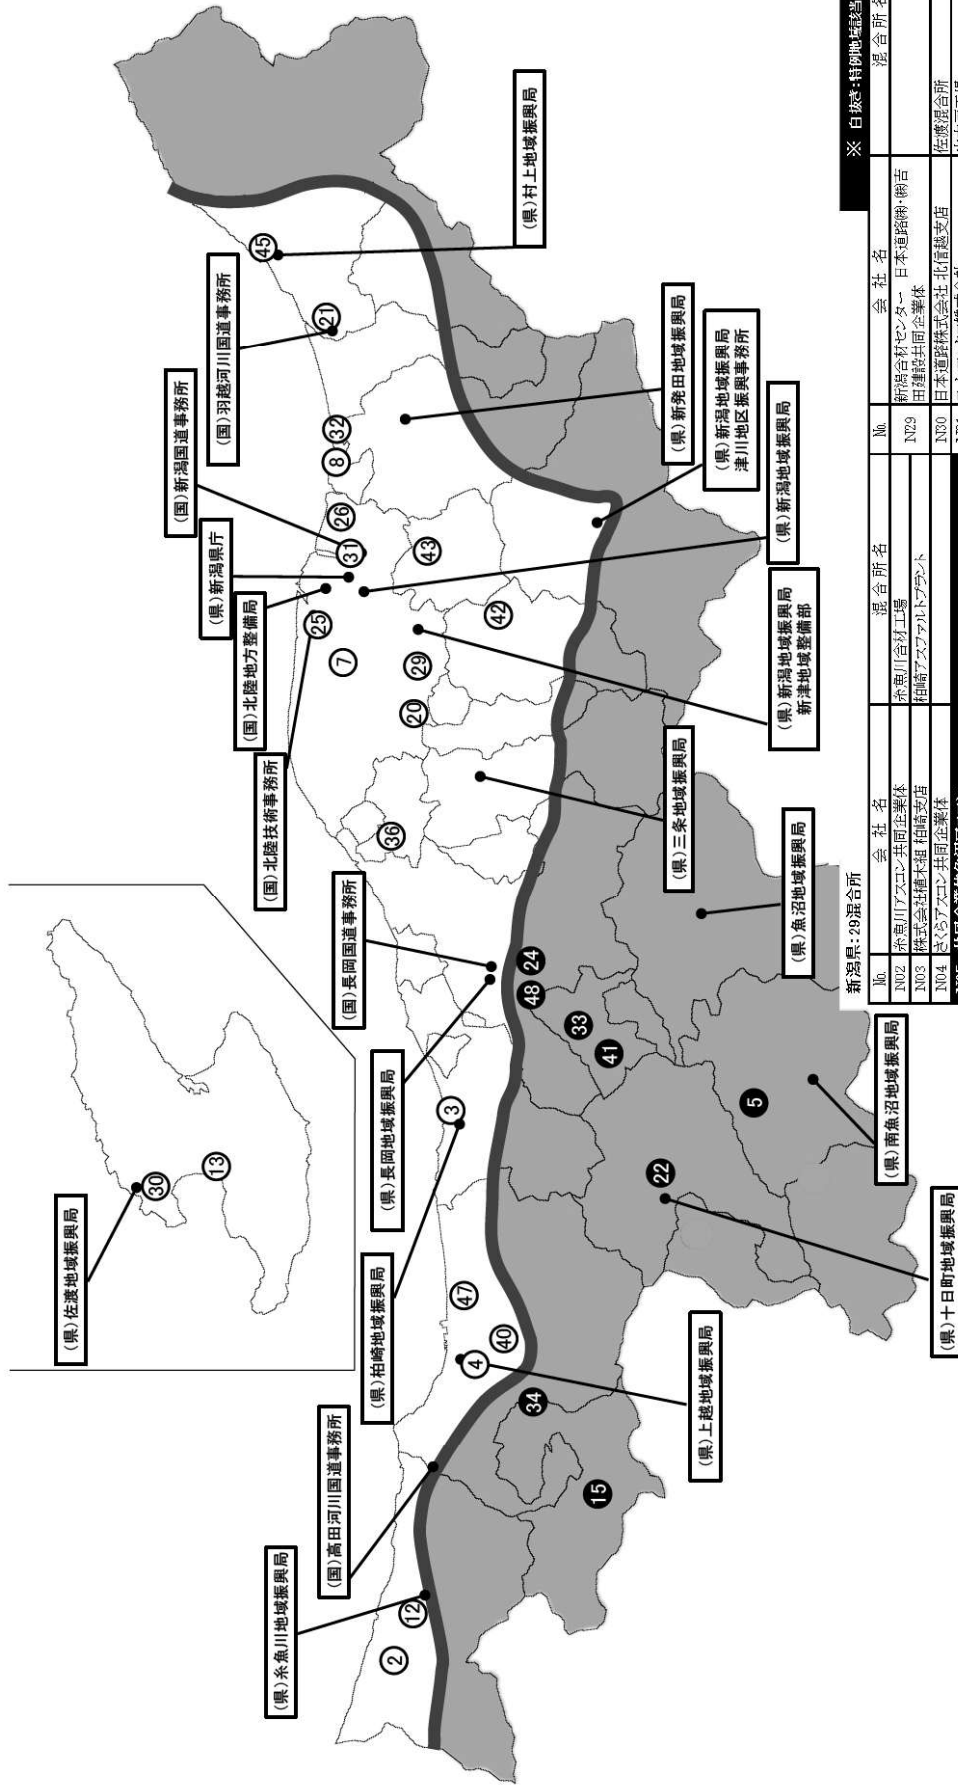 (県)佐渡地域振興局
30
13
(県)村上地域振興局
45
(国)羽越河川国道事務所
21
(国)新潟国道事務所
32
8
26
31
(県)新潟県庁
(国)北陸地方整備局
25
(国)北陸技術事務所
7
43
42
29
20
36
(県)新発田地域振興局
(県)新潟地域振興局
津川地区振興事務所
(県)新潟地域振興局
(県)新潟地域振興局
新津地域整備部
(県)三条地域振興局
(県)魚沼地域振興局
(国)長岡国道事務所
24
48
33
41
(県)長岡地域振興局
3
(県)柏崎地域振興局
5
(県)南魚沼地域振興局
22
(県)十日町地域振興局
47
40
4
(県)上越地域振興局
34
15
(国)高田河川国道事務所
(県)糸魚川地域振興局
12
2
※ 白抜き:特例地域該当
新潟県:29混合所
No. 会社名 混合所名 No. 会社名 混合所名
N02 糸魚川アスコン共同企業体 糸魚川合材工場
N03 株式会社植木組 柏崎支店 柏崎アスファルトプラント
N04 さくらアスコン共同企業体
N29 新潟合材センター 日本道路㈱・㈱吉
田建設共同企業体
N30 日本道路株式会社 北信越支店 佐渡混合所